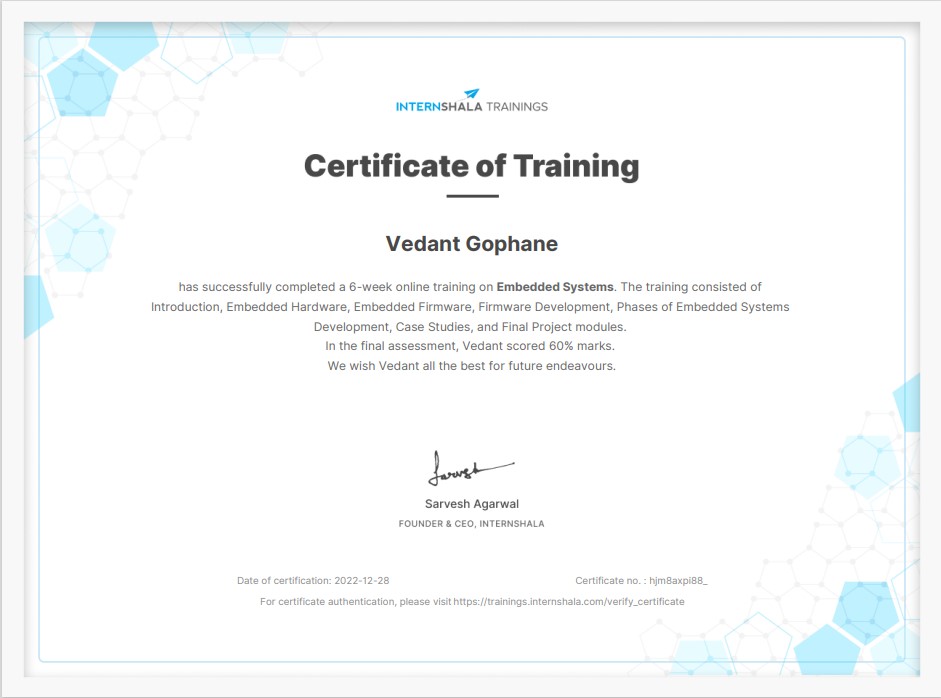 INTERNSHALA TRAININGS
Certificate of Training
Vedant Gophane
has successfully completed a 6-week online training on Embedded Systems. The training consisted of
Introduction, Embedded Hardware, Embedded Firmware, Firmware Development, Phases of Embedded Systems
Development, Case Studies, and Final Project modules.
In the final assessment, Vedant scored 60% marks.
We wish Vedant all the best for future endeavours.
Sarvesh
Sarvesh Agarwal
FOUNDER & CEO, INTERNSHALA
Date of certification: 2022-12-28 Certificate no. : hjm8axpi88_
For certificate authentication, please visit https://trainings.internshala.com/verify_certificate